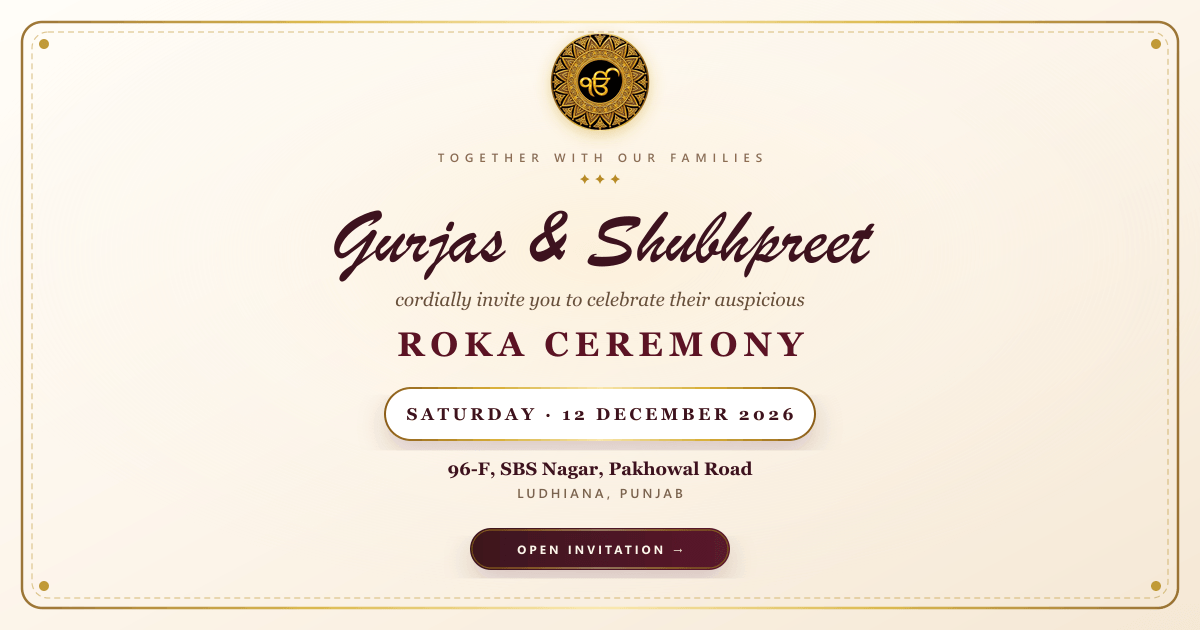 ੴ
TOGETHER WITH OUR FAMILIES
Gurjas & Shubhpreet
cordially invite you to celebrate their auspicious
ROKA CEREMONY
SATURDAY · 12 DECEMBER 2026
96-F, SBS Nagar, Pakhowal Road
LUDHIANA, PUNJAB
OPEN INVITATION →